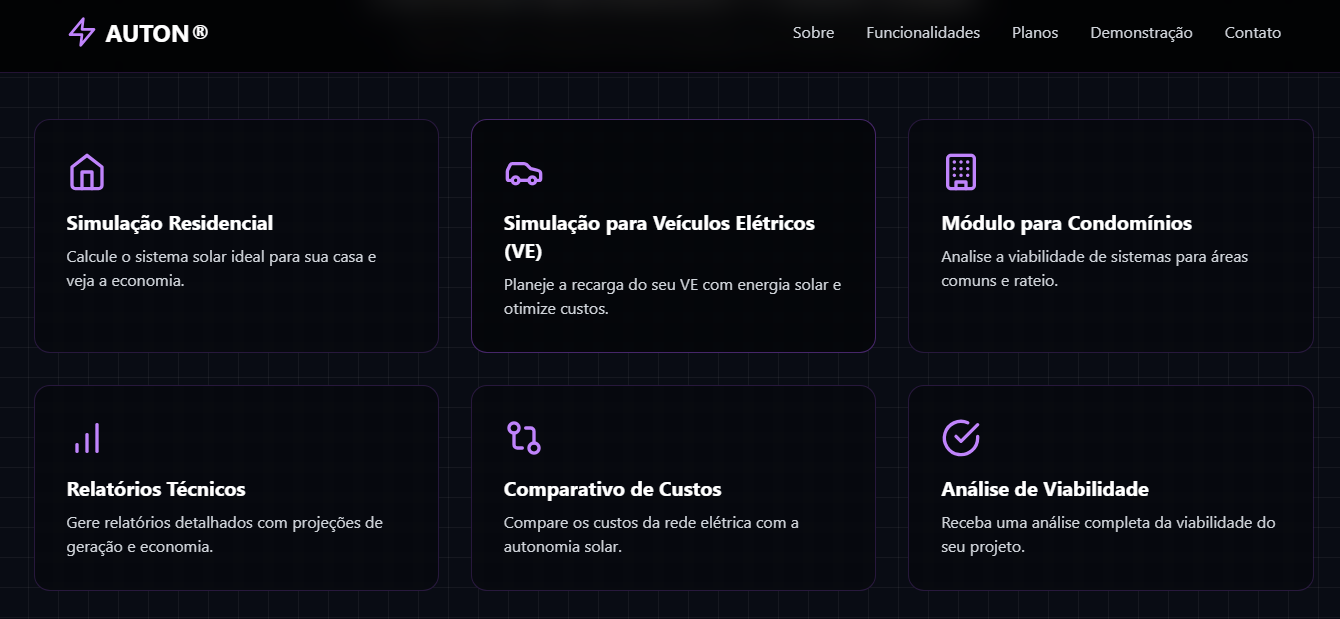 AUTON®
Sobre Funcionalidades Planos Demonstração Contato
Simulação Residencial
Calcule o sistema solar ideal para sua casa e
veja a economia.
Simulação para Veículos Elétricos
(VE)
Planeje a recarga do seu VE com energia solar e
otimize custos.
Módulo para Condomínios
Analise a viabilidade de sistemas para áreas
comuns e rateio.
Relatórios Técnicos
Gere relatórios detalhados com projeções de
geração e economia.
Comparativo de Custos
Compare os custos da rede elétrica com a
autonomia solar.
Análise de Viabilidade
Receba uma análise completa da viabilidade do
seu projeto.